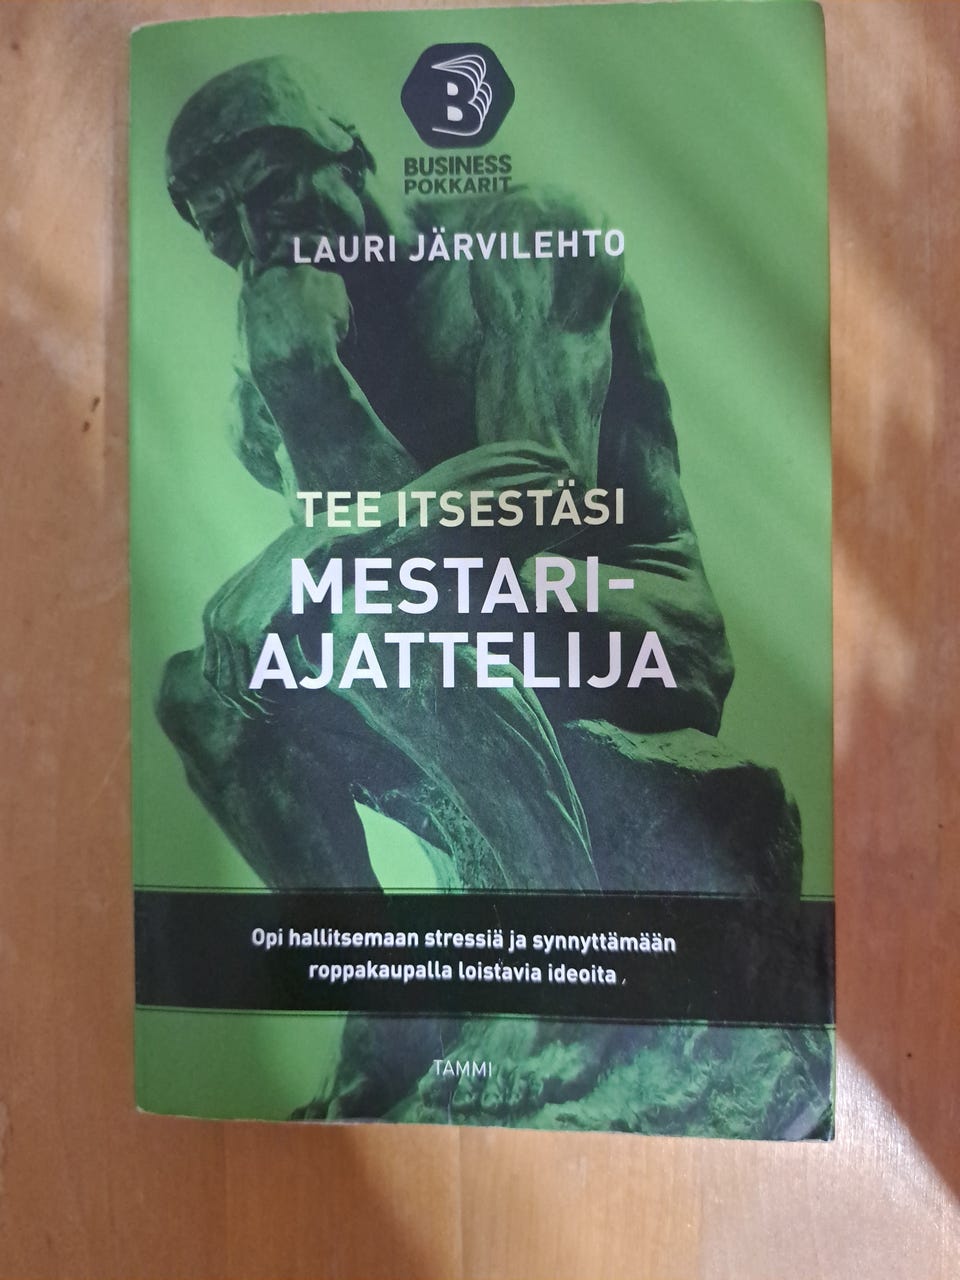 B
BUSINESS
POKKARIT
LAURI JÄRVILEHTO
TEE ITSESTÄSI
MESTARI-
AJATTELIJA
Opi hallitsemaan stressiä ja synnyttämään
roppakaupalla loistavia ideoita
TAMMI